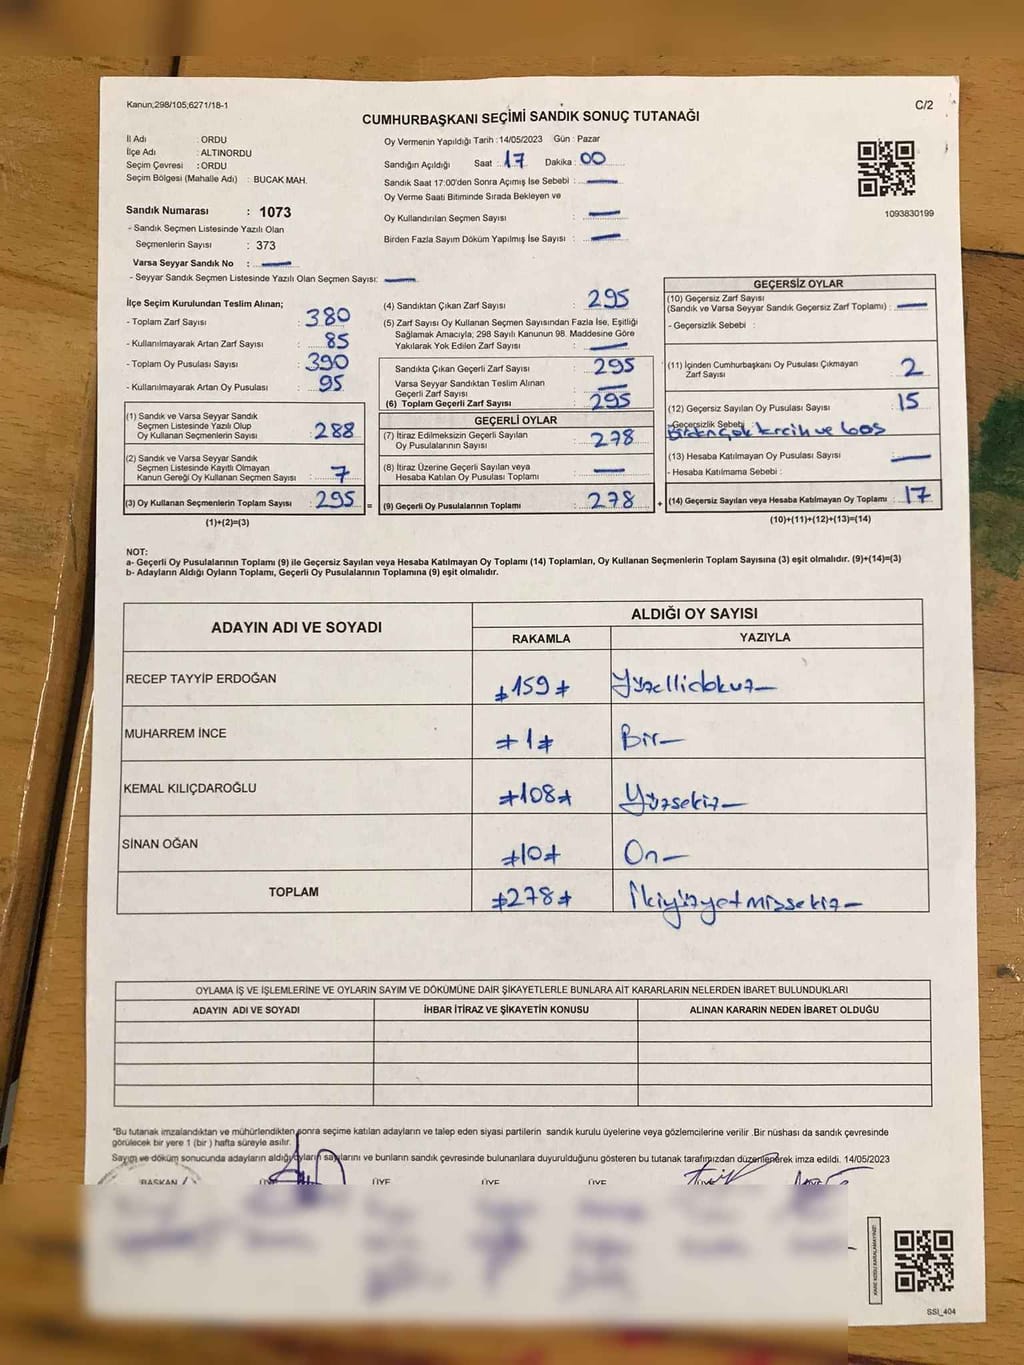 Kanun;298/105;6271/18-1
C/2
CUMHURBAŞKANI SEÇİMİ SANDIK SONUÇ TUTANAĞI
İl Adı : ORDU
İlçe Adı : ALTINORDU
Seçim Çevresi : ORDU
Seçim Bölgesi (Mahalle Adı) : BUCAK MAH.
Sandık Numarası : 1073
- Sandık Seçmen Listesinde Yazılı Olan
Seçmenlerin Sayısı : 373
Varsa Seyyar Sandık No : —
- Seyyar Sandık Seçmen Listesinde Yazılı Olan Seçmen Sayısı: —
Oy Vermenin Yapıldığı Tarih : 14/05/2023 Gün : Pazar
Sandığın Açıldığı Saat : 17 Dakika : 00
Sandık Saat 17:00'den Sonra Açımış İse Sebebi : —
Oy Verme Saati Bitiminde Sırada Bekleyen ve
Oy Kullandırılan Seçmen Sayısı : —
Birden Fazla Sayım Döküm Yapılmış İse Sayısı : —
1093830199
İlçe Seçim Kurulundan Teslim Alınan;
- Toplam Zarf Sayısı : 380
- Kullanılmayarak Artan Zarf Sayısı : 85
- Toplam Oy Pusulası Sayısı : 390
- Kullanılmayarak Artan Oy Pusulası : 95
(1) Sandık ve Varsa Seyyar Sandık
Seçmen Listesinde Yazılı Olup
Oy Kullanan Seçmenlerin Sayısı : 288
(2) Sandık ve Varsa Seyyar Sandık
Seçmen Listesinde Kayıtlı Olmayan
Kanun Gereği Oy Kullanan Seçmen Sayısı : 7
(3) Oy Kullanan Seçmenlerin Toplam Sayısı : 295
(1)+(2)=(3)
(4) Sandıktan Çıkan Zarf Sayısı : 295
(5) Zarf Sayısı Oy Kullanan Seçmen Sayısından Fazla İse, Eşitliği
Sağlamak Amacıyla; 298 Sayılı Kanunun 98. Maddesine Göre
Yakılarak Yok Edilen Zarf Sayısı : —
Sandıkta Çıkan Geçerli Zarf Sayısı : 295
Varsa Seyyar Sandıktan Teslim Alınan
Geçerli Zarf Sayısı : —
(6) Toplam Geçerli Zarf Sayısı : 295
GEÇERLİ OYLAR
(7) İtiraz Edilmeksizin Geçerli Sayılan
Oy Pusulası Sayısı : 278
(8) İtiraz Üzerine Geçerli Sayılan veya
Hesaba Katılan Oy Pusulası Toplamı : —
= (9) Geçerli Oy Pusulalarının Toplamı : 278
GEÇERSİZ OYLAR
(10) Geçersiz Zarf Sayısı
(Sandık ve Varsa Seyyar Sandık Geçersiz Zarf Toplamı) : —
- Geçersizlik Sebebi :
(11) İçinden Cumhurbaşkanı Oy Pusulası Çıkmayan
Zarf Sayısı : 2
(12) Geçersiz Sayılan Oy Pusulası Sayısı : 15
-Geçersizlik Sebebi : Birden çok tercih ve boş
(13) Hesaba Katılmayan Oy Pusulası Sayısı : —
- Hesaba Katılmama Sebebi :
+ (14) Geçersiz Sayılan veya Hesaba Katılmayan Oy Toplamı : 17
(10)+(11)+(12)+(13)=(14)
NOT:
a- Geçerli Oy Pusulalarının Toplamı (9) ile Geçersiz Sayılan veya Hesaba Katılmayan Oy Toplamı (14) Toplamları, Oy Kullanan Seçmenlerin Toplam Sayısına (3) eşit olmalıdır. (9)+(14)=(3)
b- Adayların Aldığı Oyların Toplamı, Geçerli Oy Pusulalarının Toplamına (9) eşit olmalıdır.
ADAYIN ADI VE SOYADI
ALDIĞI OY SAYISI
RAKAMLA YAZIYLA
RECEP TAYYİP ERDOĞAN ≠159≠ Yüzellidokuz—
MUHARREM İNCE ≠1≠ Bir—
KEMAL KILIÇDAROĞLU ≠108≠ Yüzsekiz—
SİNAN OĞAN ≠10≠ On—
TOPLAM ≠278≠ İkiyüzyetmişsekiz—
OYLAMA İŞ VE İŞLEMLERİNE VE OYLARIN SAYIM VE DÖKÜMÜNE DAİR ŞİKAYETLERLE BUNLARA AİT KARARLARIN NELERDEN İBARET BULUNDUKLARI
ADAYIN ADI VE SOYADI İHBAR İTİRAZ VE ŞİKAYETİN KONUSU ALINAN KARARIN NEDEN İBARET OLDUĞU
*Bu tutanak imzalandıktan ve mühürlendikten sonra seçime katılan adayların ve talep eden siyasi partilerin sandık kurulu üyelerine veya gözlemcilerine verilir .Bir nüshası da sandık çevresinde
görülecek bir yere 1 (bir ) hafta süreyle asılır.
Sayım ve döküm sonucunda adayların aldığı oyların sayılarını ve bunların sandık çevresinde bulunanlara duyurulduğunu gösteren bu tutanak tarafımızdan düzenlenerek imza edildi. 14/05/2023
BAŞKAN ÜYE ÜYE ÜYE ÜYE
SSİ_404